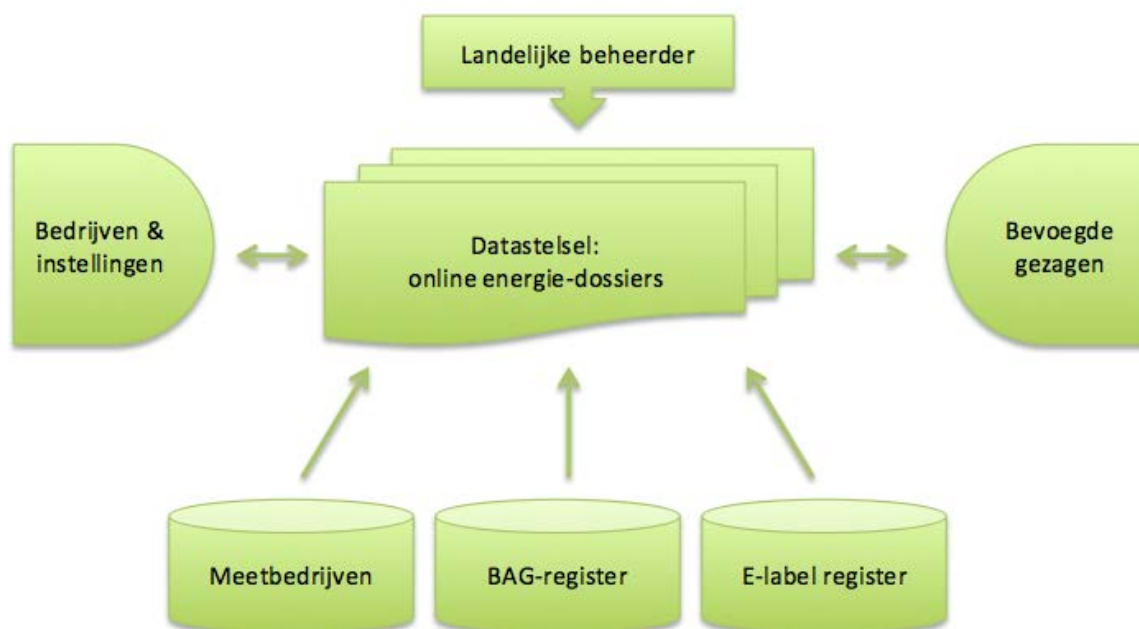 Landelijke beheerder
Bedrijven &
instellingen
Datastelsel:
online energie-dossiers
Bevoegde
gezagen
Meetbedrijven
BAG-register
E-label register